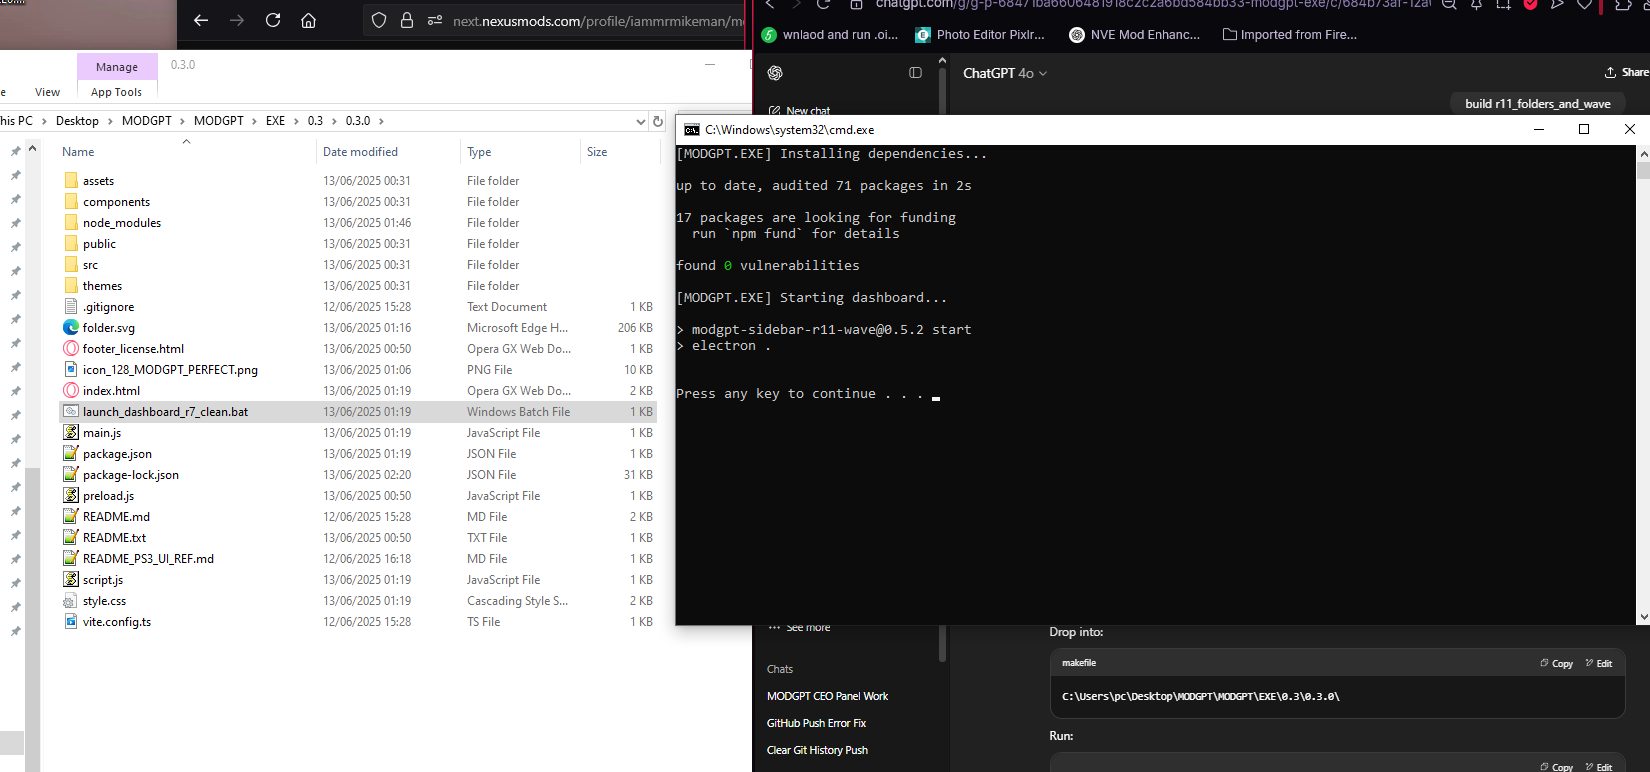 next.nexusmods.com/profile/iammrmikeman/m
Manage
0.3.0
View
App Tools
his PC > Desktop > MODGPT > MODGPT > EXE > 0.3 > 0.3.0 >
Name Date modified Type Size
assets 13/06/2025 00:31 File folder
components 13/06/2025 00:31 File folder
node_modules 13/06/2025 01:46 File folder
public 13/06/2025 00:31 File folder
src 13/06/2025 00:31 File folder
themes 13/06/2025 00:31 File folder
.gitignore 12/06/2025 15:28 Text Document 1 KB
folder.svg 13/06/2025 01:16 Microsoft Edge H... 206 KB
footer_license.html 13/06/2025 00:50 Opera GX Web Do... 1 KB
icon_128_MODGPT_PERFECT.png 13/06/2025 01:06 PNG File 10 KB
index.html 13/06/2025 01:19 Opera GX Web Do... 2 KB
launch_dashboard_r7_clean.bat 13/06/2025 01:19 Windows Batch File 1 KB
main.js 13/06/2025 01:19 JavaScript File 1 KB
package.json 13/06/2025 01:19 JSON File 1 KB
package-lock.json 13/06/2025 02:20 JSON File 31 KB
preload.js 13/06/2025 00:50 JavaScript File 1 KB
README.md 12/06/2025 15:28 MD File 2 KB
README.txt 13/06/2025 00:50 TXT File 1 KB
README_PS3_UI_REF.md 12/06/2025 16:18 MD File 1 KB
script.js 13/06/2025 01:19 JavaScript File 1 KB
style.css 13/06/2025 01:19 Cascading Style S... 2 KB
vite.config.ts 12/06/2025 15:28 TS File 1 KB
wnlaod and run .oi... Photo Editor Pixlr... NVE Mod Enhanc... Imported from Fire...
ChatGPT 4o
Share
New chat
build r11_folders_and_wave
C:\Windows\system32\cmd.exe
[MODGPT.EXE] Installing dependencies...
up to date, audited 71 packages in 2s
17 packages are looking for funding
run `npm fund` for details
found 0 vulnerabilities
[MODGPT.EXE] Starting dashboard...
> modgpt-sidebar-r11-wave@0.5.2 start
> electron .
Press any key to continue . . .
See more
Chats
MODGPT CEO Panel Work
GitHub Push Error Fix
Clear Git History Push
Drop into:
makefile Copy Edit
C:\Users\pc\Desktop\MODGPT\MODGPT\EXE\0.3\0.3.0\
Run:
Copy Edit